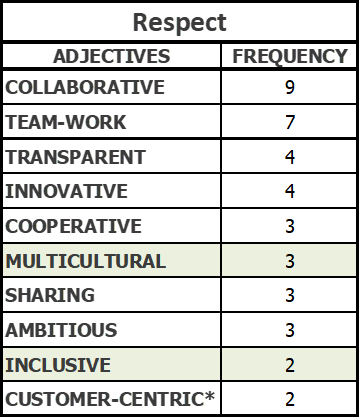 Respect
ADJECTIVES FREQUENCY
COLLABORATIVE 9
TEAM-WORK 7
TRANSPARENT 4
INNOVATIVE 4
COOPERATIVE 3
MULTICULTURAL 3
SHARING 3
AMBITIOUS 3
INCLUSIVE 2
CUSTOMER-CENTRIC* 2